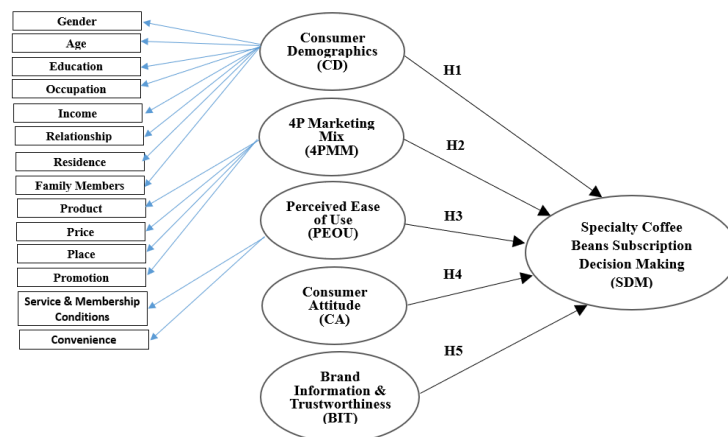 Gender
Age
Education
Occupation
Income
Relationship
Residence
Family Members
Product
Price
Place
Promotion
Service & Membership
Conditions
Convenience
Consumer
Demographics
(CD)
4P Marketing
Mix
(4PMM)
Perceived Ease
of Use
(PEOU)
Consumer
Attitude
(CA)
Brand
Information &
Trustworthiness
(BIT)
H1
H2
H3
H4
H5
Specialty Coffee
Beans Subscription
Decision Making
(SDM)